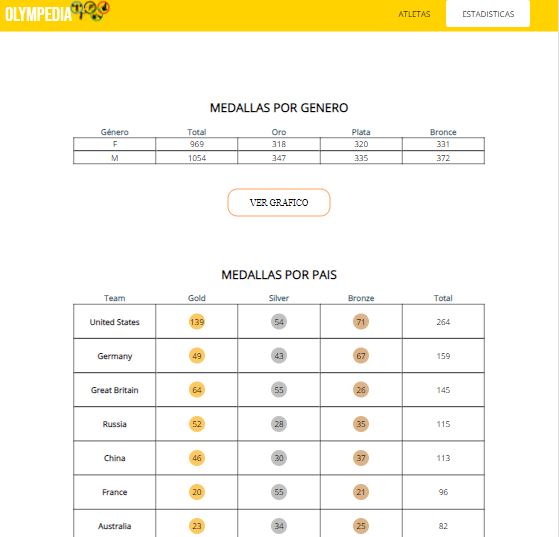 OLYMPEDIA
ATLETAS ESTADISTICAS
MEDALLAS POR GENERO
Género Total Oro Plata Bronce
F 969 318 320 331
M 1054 347 335 372
VER GRAFICO
MEDALLAS POR PAIS
Team Gold Silver Bronze Total
United States 139 54 71 264
Germany 49 43 67 159
Great Britain 64 55 26 145
Russia 52 28 35 115
China 46 30 37 113
France 20 55 21 96
Australia 23 34 25 82